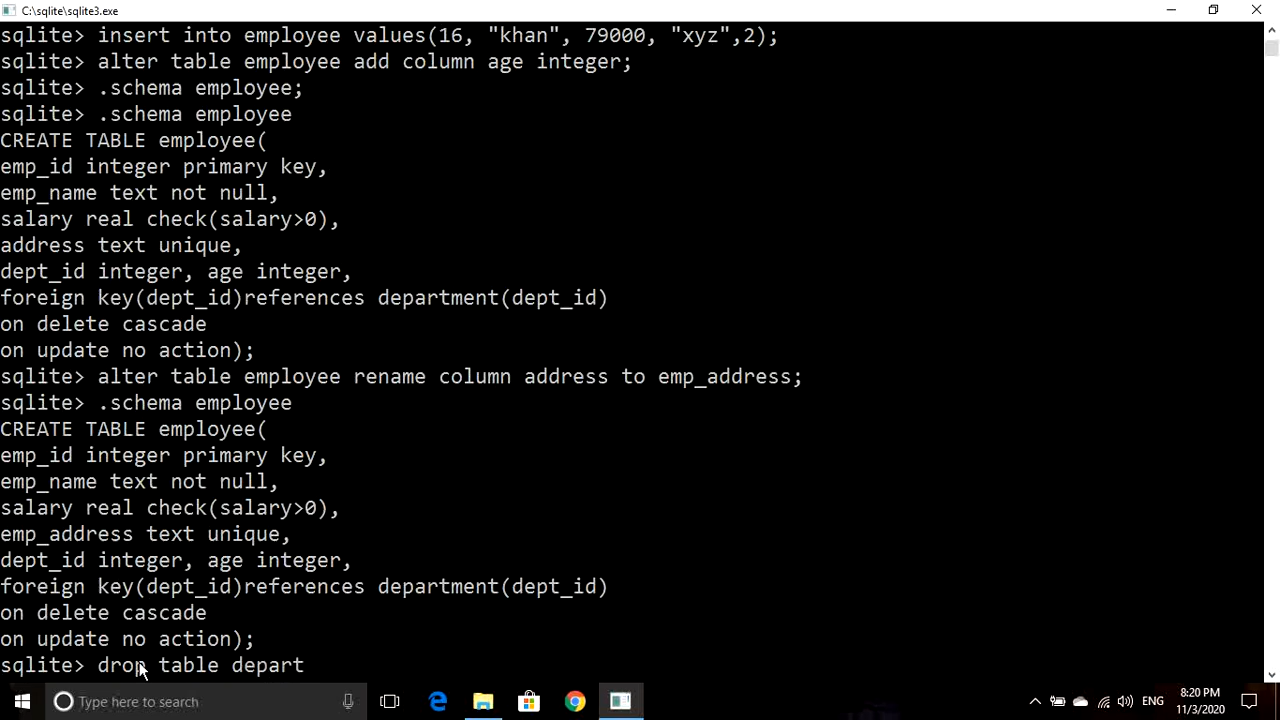 C:\sqlite\sqlite3.exe
sqlite> insert into employee values(16, "khan", 79000, "xyz",2);
sqlite> alter table employee add column age integer;
sqlite> .schema employee;
sqlite> .schema employee
CREATE TABLE employee(
emp_id integer primary key,
emp_name text not null,
salary real check(salary>0),
address text unique,
dept_id integer, age integer,
foreign key(dept_id)references department(dept_id)
on delete cascade
on update no action);
sqlite> alter table employee rename column address to emp_address;
sqlite> .schema employee
CREATE TABLE employee(
emp_id integer primary key,
emp_name text not null,
salary real check(salary>0),
emp_address text unique,
dept_id integer, age integer,
foreign key(dept_id)references department(dept_id)
on delete cascade
on update no action);
sqlite> drop table depart
Type here to search
ENG
8:20 PM
11/3/2020